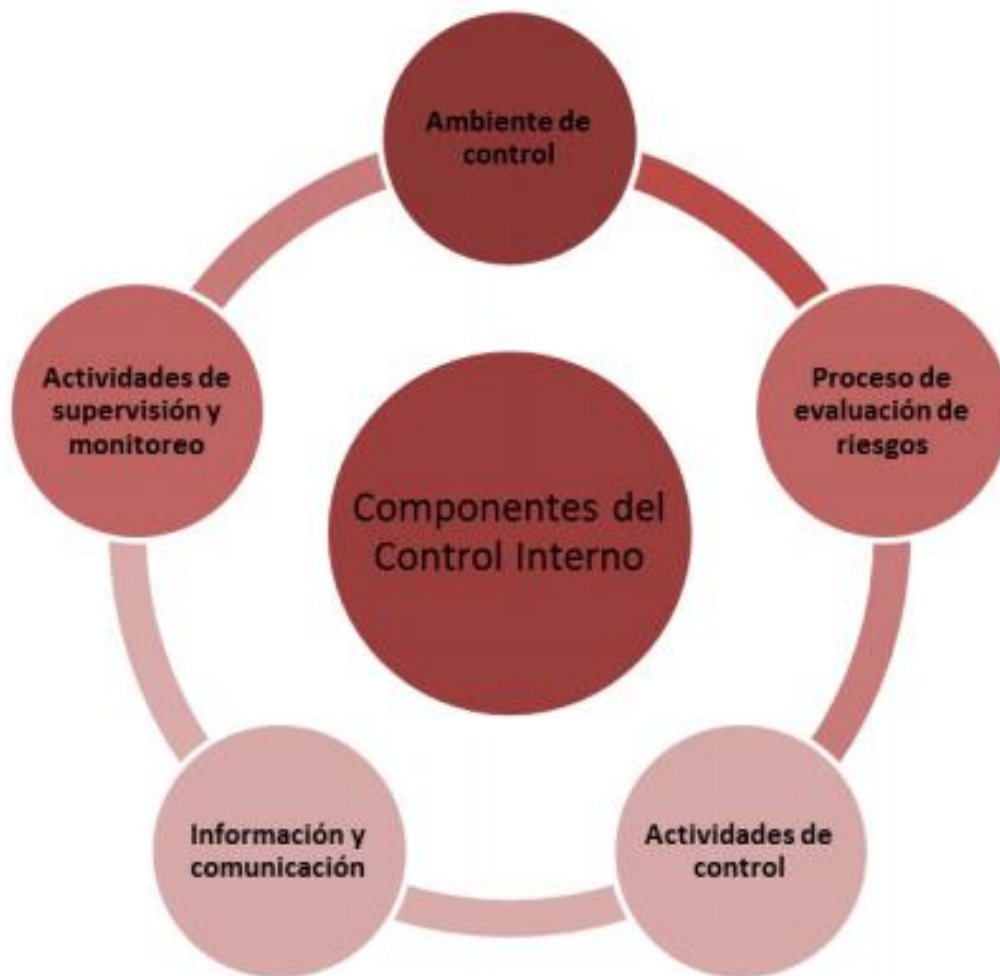 Ambiente de
control
Proceso de
evaluación de
riesgos
Actividades de
control
Información y
comunicación
Actividades de
supervisión y
monitoreo
Componentes del
Control Interno